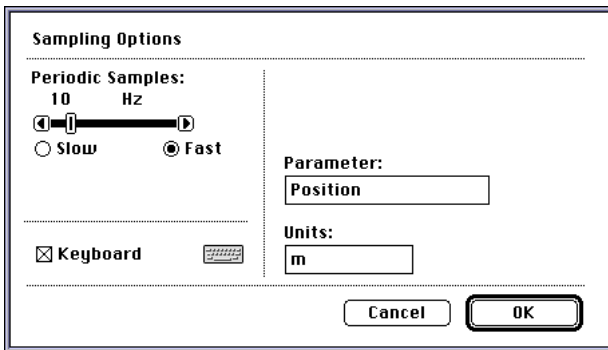 Sampling Options
Periodic Samples:
10 Hz
Slow Fast
Keyboard
Parameter:
Position
Units:
m
Cancel OK